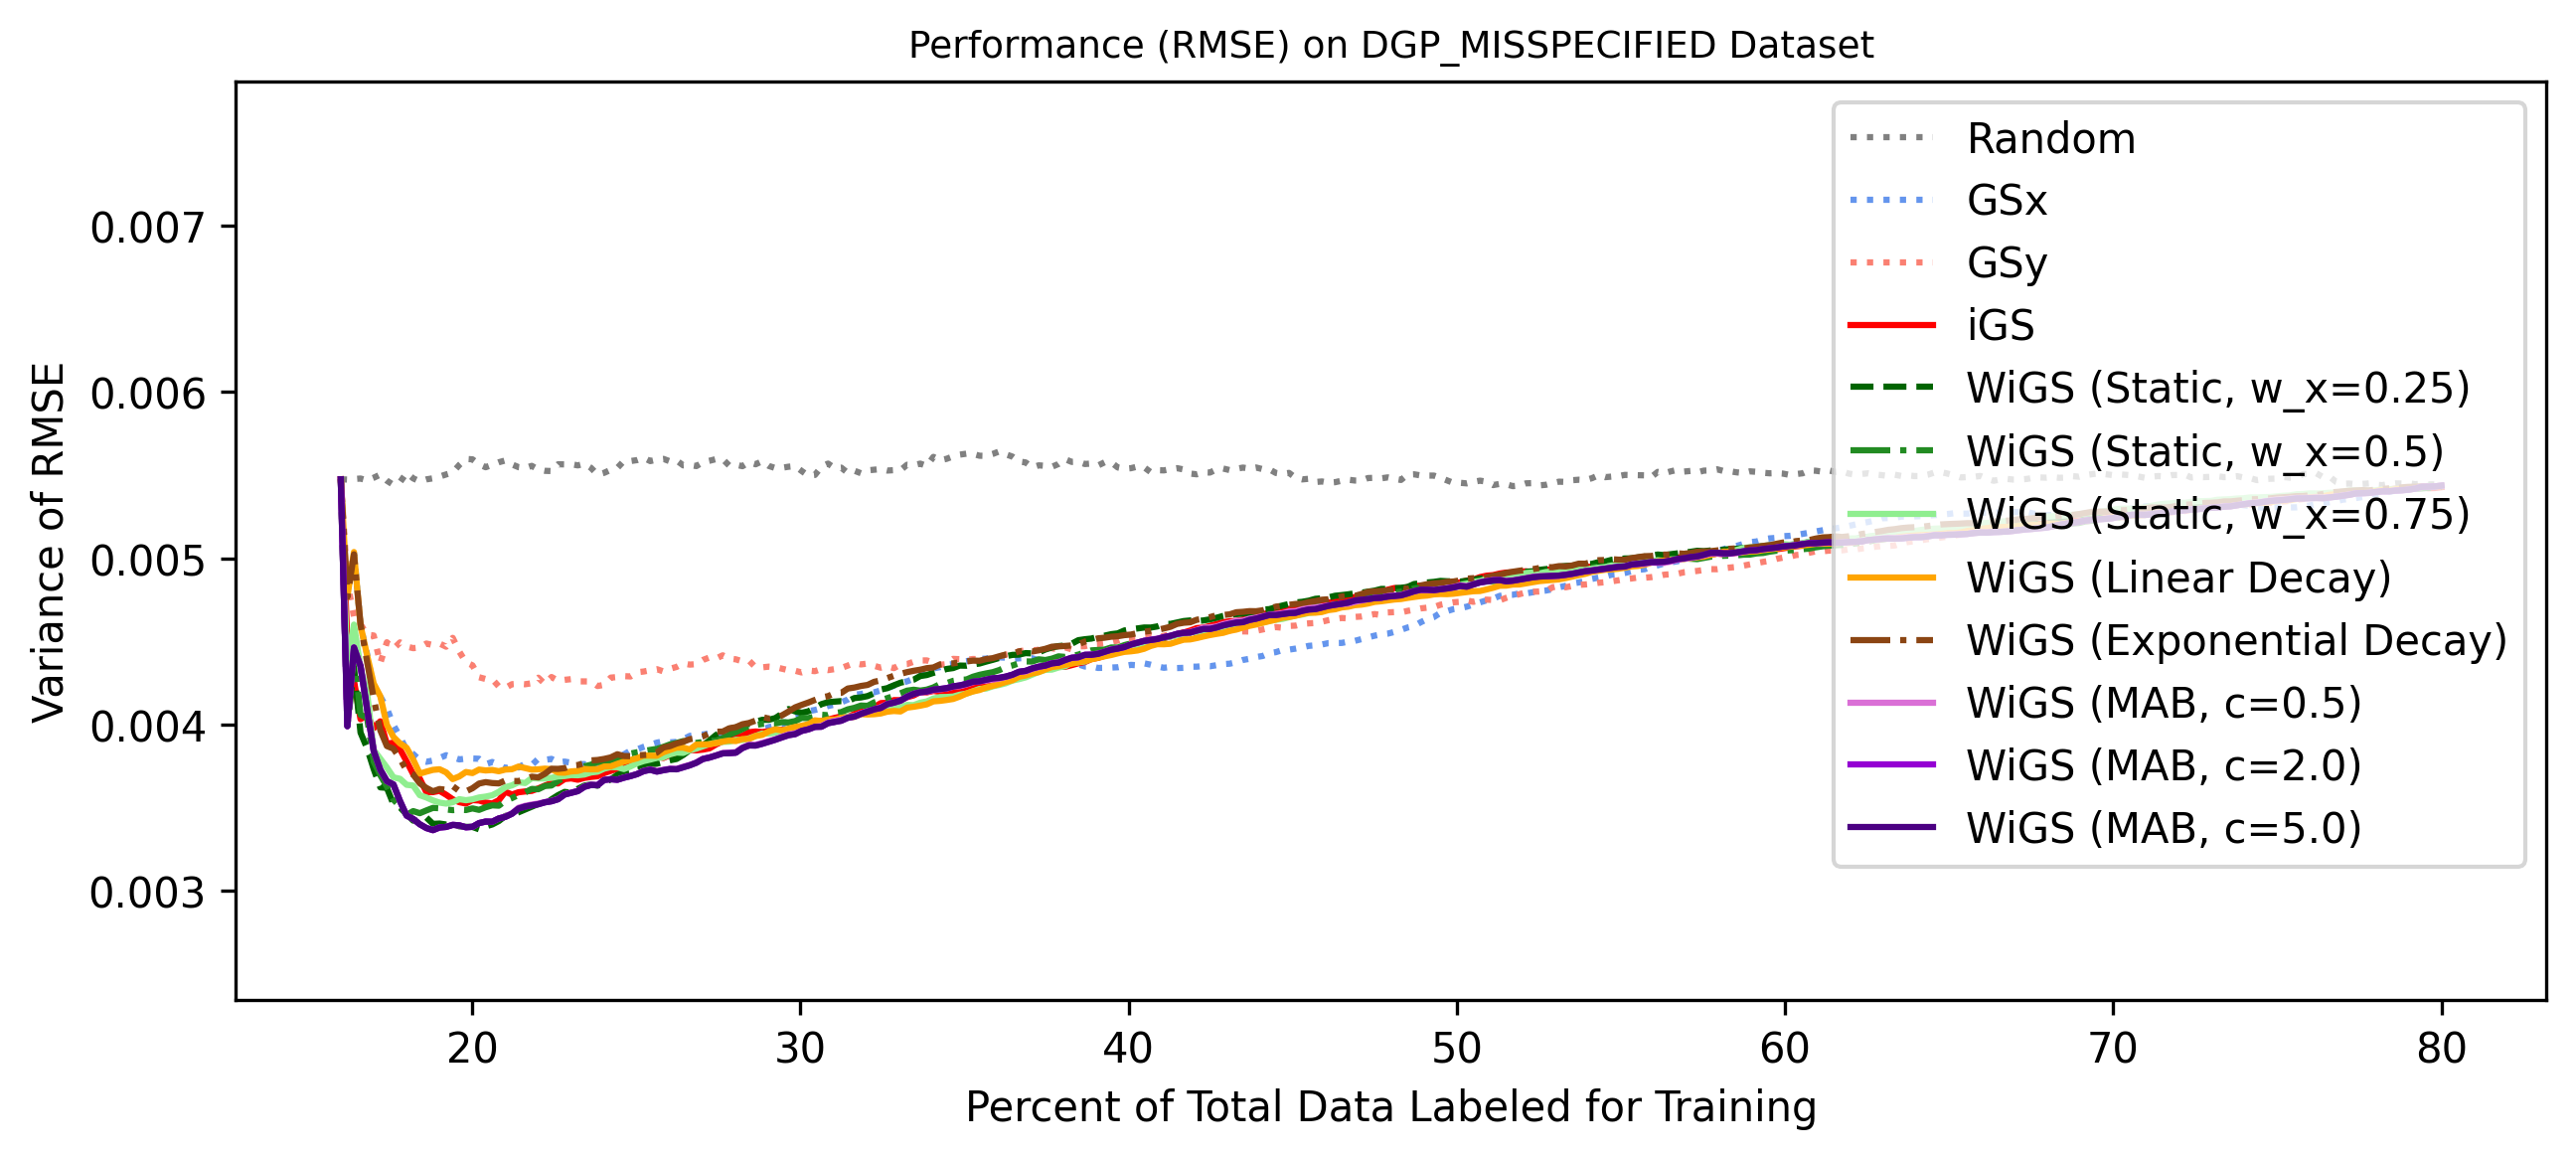 Performance (RMSE) on DGP_MISSPECIFIED Dataset
Variance of RMSE
0.007
0.006
0.005
0.004
0.003
20 30 40 50 60 70 80
Percent of Total Data Labeled for Training
Random
GSx
GSy
iGS
WiGS (Static, w_x=0.25)
WiGS (Static, w_x=0.5)
WiGS (Static, w_x=0.75)
WiGS (Linear Decay)
WiGS (Exponential Decay)
WiGS (MAB, c=0.5)
WiGS (MAB, c=2.0)
WiGS (MAB, c=5.0)